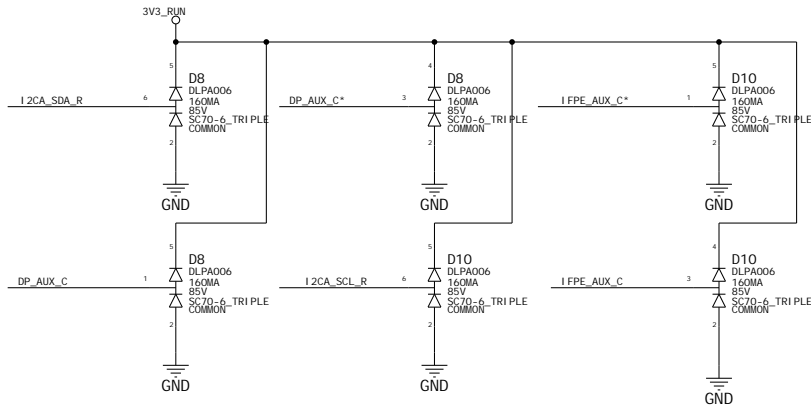 3V3_RUN
5
D8
DLPA006
160MA
85V
SC70-6_TRIPLE
COMMON
I2CA_SDA_R
6
2
GND
4
D8
DLPA006
160MA
85V
SC70-6_TRIPLE
COMMON
DP_AUX_C*
3
2
GND
5
D10
DLPA006
160MA
85V
SC70-6_TRIPLE
COMMON
IFPE_AUX_C*
1
2
GND
5
D8
DLPA006
160MA
85V
SC70-6_TRIPLE
COMMON
DP_AUX_C
1
2
GND
5
D10
DLPA006
160MA
85V
SC70-6_TRIPLE
COMMON
I2CA_SCL_R
6
2
GND
4
D10
DLPA006
160MA
85V
SC70-6_TRIPLE
COMMON
IFPE_AUX_C
3
2
GND